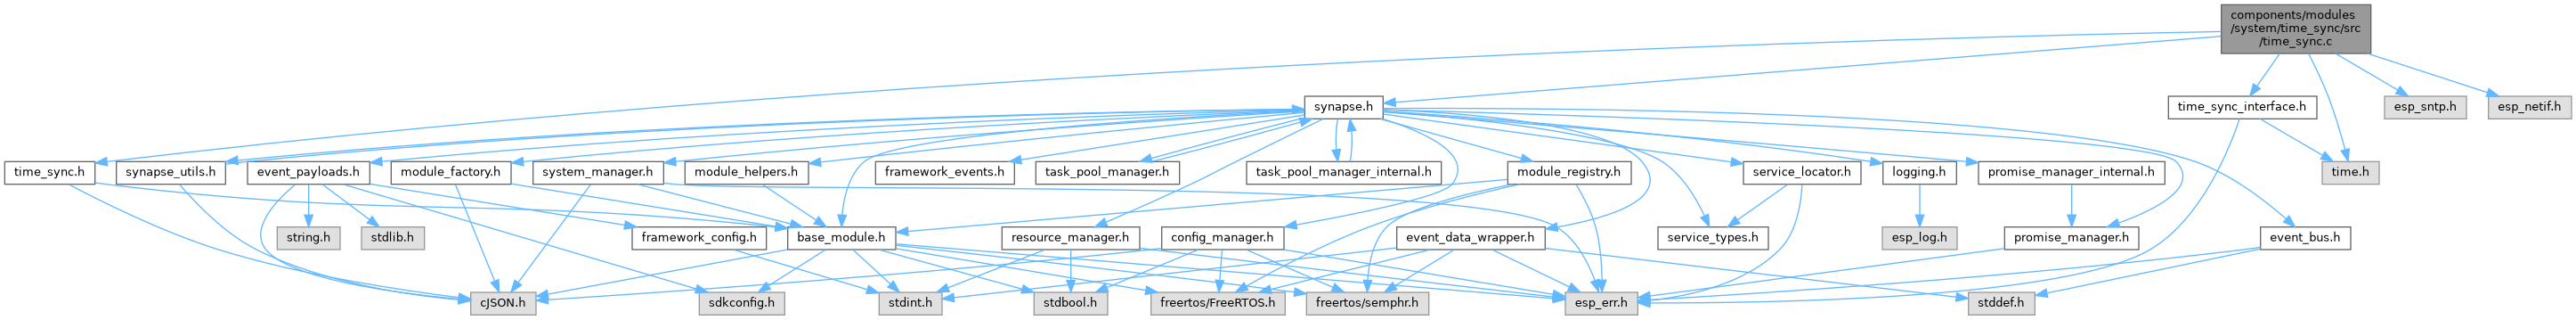 components/modules
/system/time_sync/src
/time_sync.c
synapse.h
time_sync_interface.h
esp_sntp.h
esp_netif.h
time_sync.h
synapse_utils.h
event_payloads.h
module_factory.h
system_manager.h
module_helpers.h
framework_events.h
task_pool_manager.h
task_pool_manager_internal.h
module_registry.h
service_locator.h
logging.h
promise_manager_internal.h
time.h
string.h
stdlib.h
framework_config.h
base_module.h
resource_manager.h
config_manager.h
event_data_wrapper.h
service_types.h
esp_log.h
promise_manager.h
event_bus.h
cJSON.h
sdkconfig.h
stdint.h
stdbool.h
freertos/FreeRTOS.h
freertos/semphr.h
esp_err.h
stddef.h